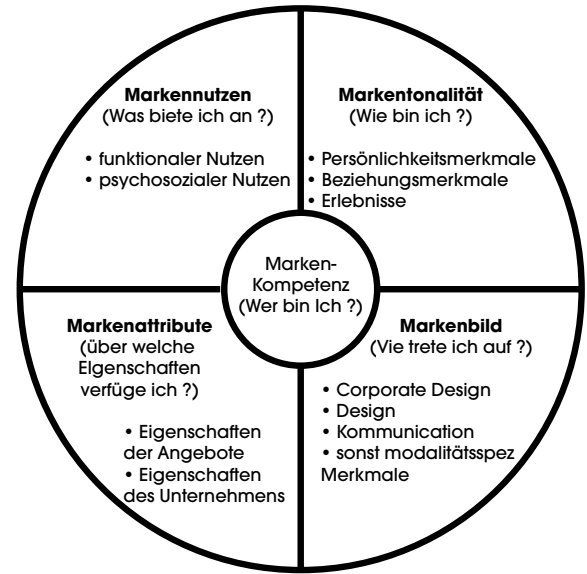 Markennutzen
(Was biete ich an ?)
• funktionaler Nutzen
• psychosozialer Nutzen
Markentonalität
(Wie bin ich ?)
• Persönlichkeitsmerkmale
• Beziehungsmerkmale
• Erlebnisse
Marken-
Kompetenz
(Wer bin Ich ?)
Markenattribute
(über welche
EIgenschaften
verfüge ich ?)
• Eigenschaften
der Angebote
• Eigenschaften
des Unternehmens
Markenbild
(Vie trete ich auf ?)
• Corporate Design
• Design
• Kommunication
• sonst modalitätsspez
Merkmale